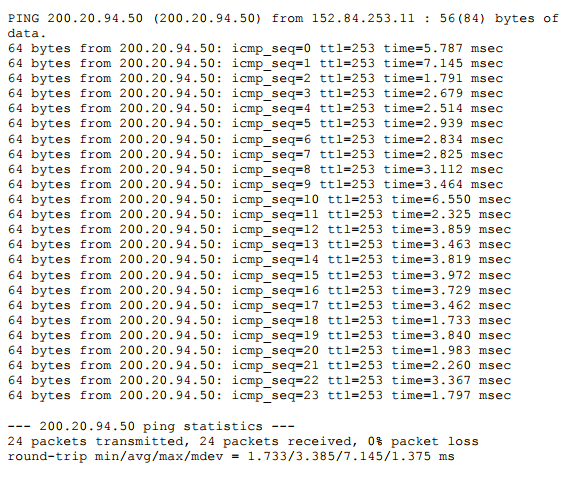 PING 200.20.94.50 (200.20.94.50) from 152.84.253.11 : 56(84) bytes of
data.
64 bytes from 200.20.94.50: icmp_seq=0 ttl=253 time=5.787 msec
64 bytes from 200.20.94.50: icmp_seq=1 ttl=253 time=7.145 msec
64 bytes from 200.20.94.50: icmp_seq=2 ttl=253 time=1.791 msec
64 bytes from 200.20.94.50: icmp_seq=3 ttl=253 time=2.679 msec
64 bytes from 200.20.94.50: icmp_seq=4 ttl=253 time=2.514 msec
64 bytes from 200.20.94.50: icmp_seq=5 ttl=253 time=2.939 msec
64 bytes from 200.20.94.50: icmp_seq=6 ttl=253 time=2.834 msec
64 bytes from 200.20.94.50: icmp_seq=7 ttl=253 time=2.825 msec
64 bytes from 200.20.94.50: icmp_seq=8 ttl=253 time=3.112 msec
64 bytes from 200.20.94.50: icmp_seq=9 ttl=253 time=3.464 msec
64 bytes from 200.20.94.50: icmp_seq=10 ttl=253 time=6.550 msec
64 bytes from 200.20.94.50: icmp_seq=11 ttl=253 time=2.325 msec
64 bytes from 200.20.94.50: icmp_seq=12 ttl=253 time=3.859 msec
64 bytes from 200.20.94.50: icmp_seq=13 ttl=253 time=3.463 msec
64 bytes from 200.20.94.50: icmp_seq=14 ttl=253 time=3.819 msec
64 bytes from 200.20.94.50: icmp_seq=15 ttl=253 time=3.972 msec
64 bytes from 200.20.94.50: icmp_seq=16 ttl=253 time=3.729 msec
64 bytes from 200.20.94.50: icmp_seq=17 ttl=253 time=3.462 msec
64 bytes from 200.20.94.50: icmp_seq=18 ttl=253 time=1.733 msec
64 bytes from 200.20.94.50: icmp_seq=19 ttl=253 time=3.840 msec
64 bytes from 200.20.94.50: icmp_seq=20 ttl=253 time=1.983 msec
64 bytes from 200.20.94.50: icmp_seq=21 ttl=253 time=2.260 msec
64 bytes from 200.20.94.50: icmp_seq=22 ttl=253 time=3.367 msec
64 bytes from 200.20.94.50: icmp_seq=23 ttl=253 time=1.797 msec
--- 200.20.94.50 ping statistics ---
24 packets transmitted, 24 packets received, 0% packet loss
round-trip min/avg/max/mdev = 1.733/3.385/7.145/1.375 ms